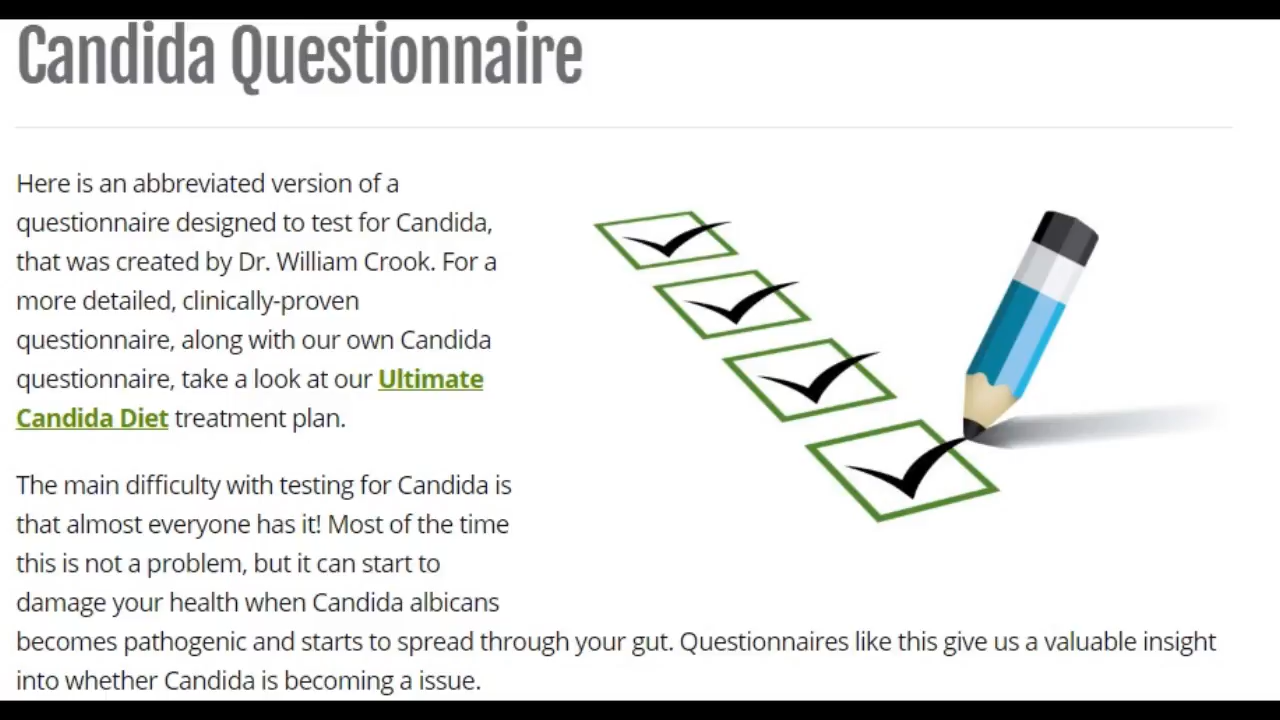 Candida Questionnaire
Here is an abbreviated version of a
questionnaire designed to test for Candida,
that was created by Dr. William Crook. For a
more detailed, clinically-proven
questionnaire, along with our own Candida
questionnaire, take a look at our Ultimate
Candida Diet treatment plan.
The main difficulty with testing for Candida is
that almost everyone has it! Most of the time
this is not a problem, but it can start to
damage your health when Candida albicans
becomes pathogenic and starts to spread through your gut. Questionnaires like this give us a valuable insight
into whether Candida is becoming a issue.